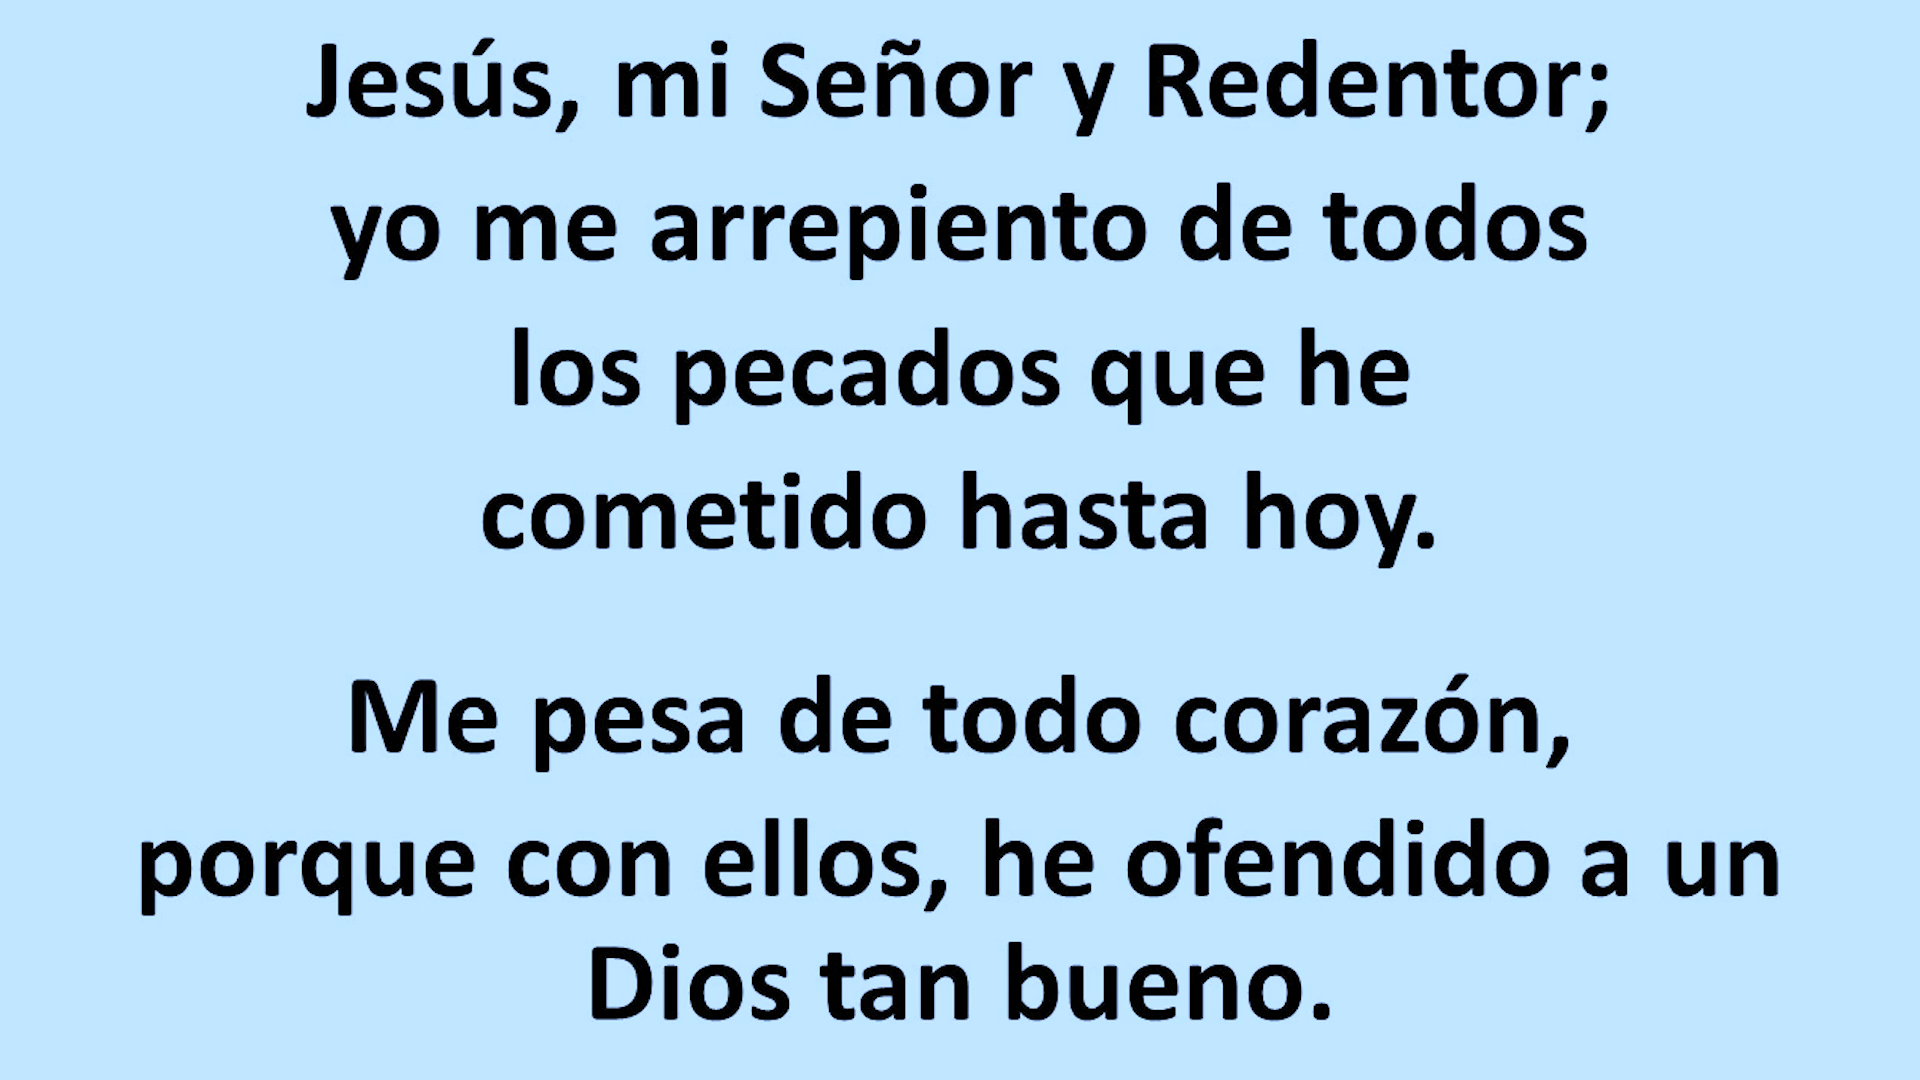 Jesús, mi Señor y Redentor;
yo me arrepiento de todos
los pecados que he
cometido hasta hoy.
Me pesa de todo corazón,
porque con ellos, he ofendido a un
Dios tan bueno.